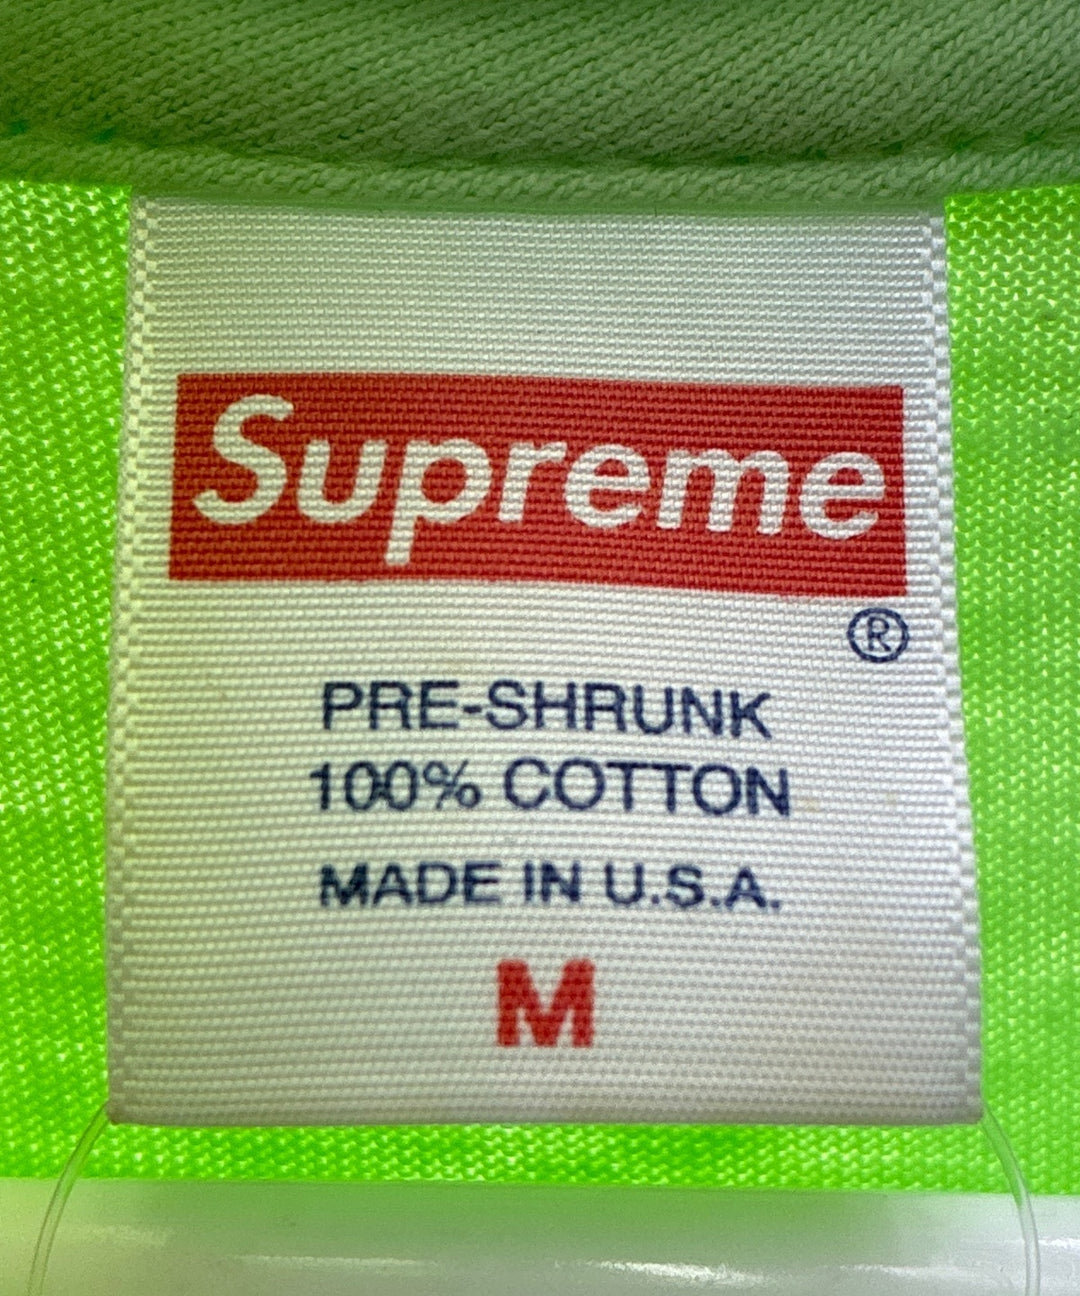 Supreme
®
PRE-SHRUNK
100% COTTON
MADE IN U.S.A.
M